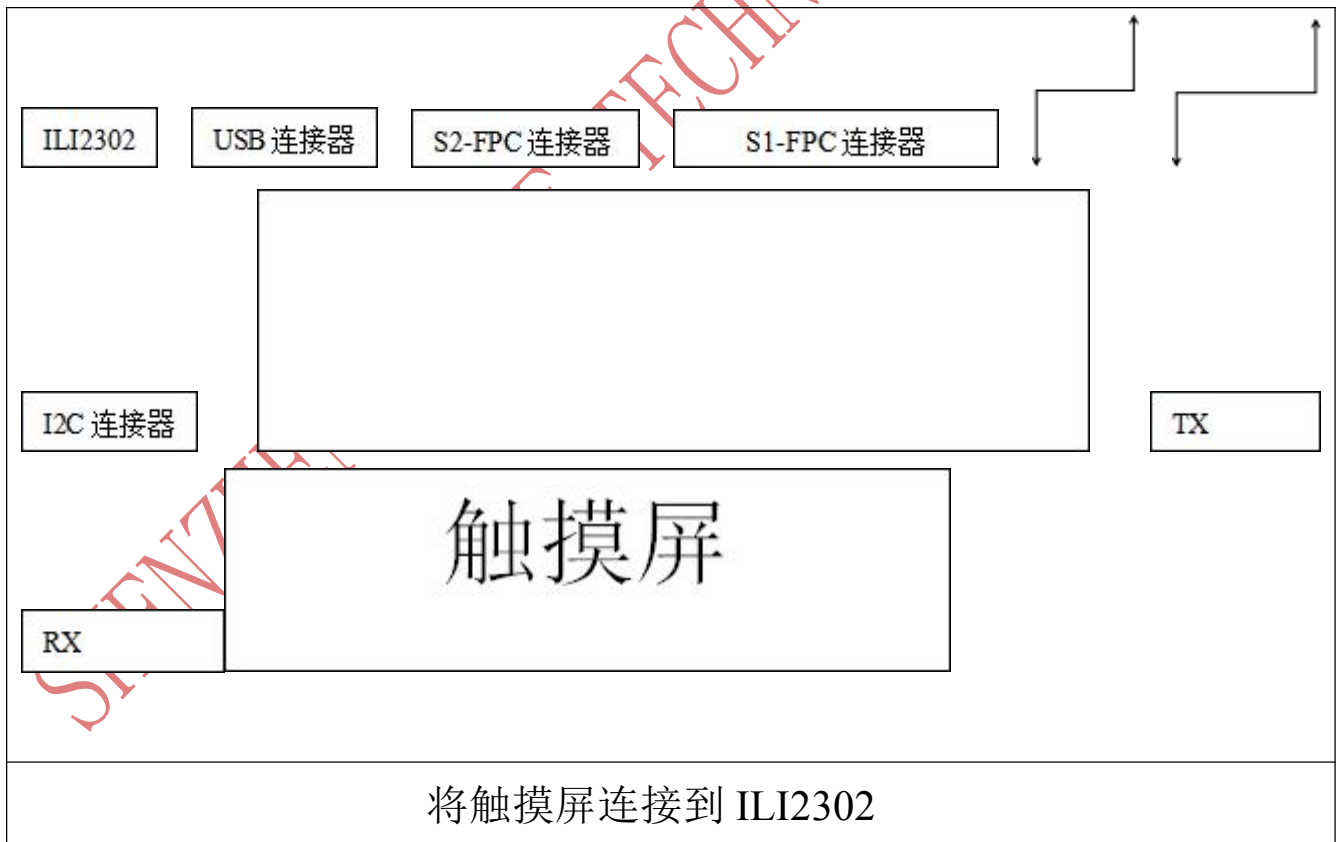 ILI2302
USB 连接器
S2-FPC 连接器
S1-FPC 连接器
I2C 连接器
TX
触摸屏
RX
将触摸屏连接到 ILI2302